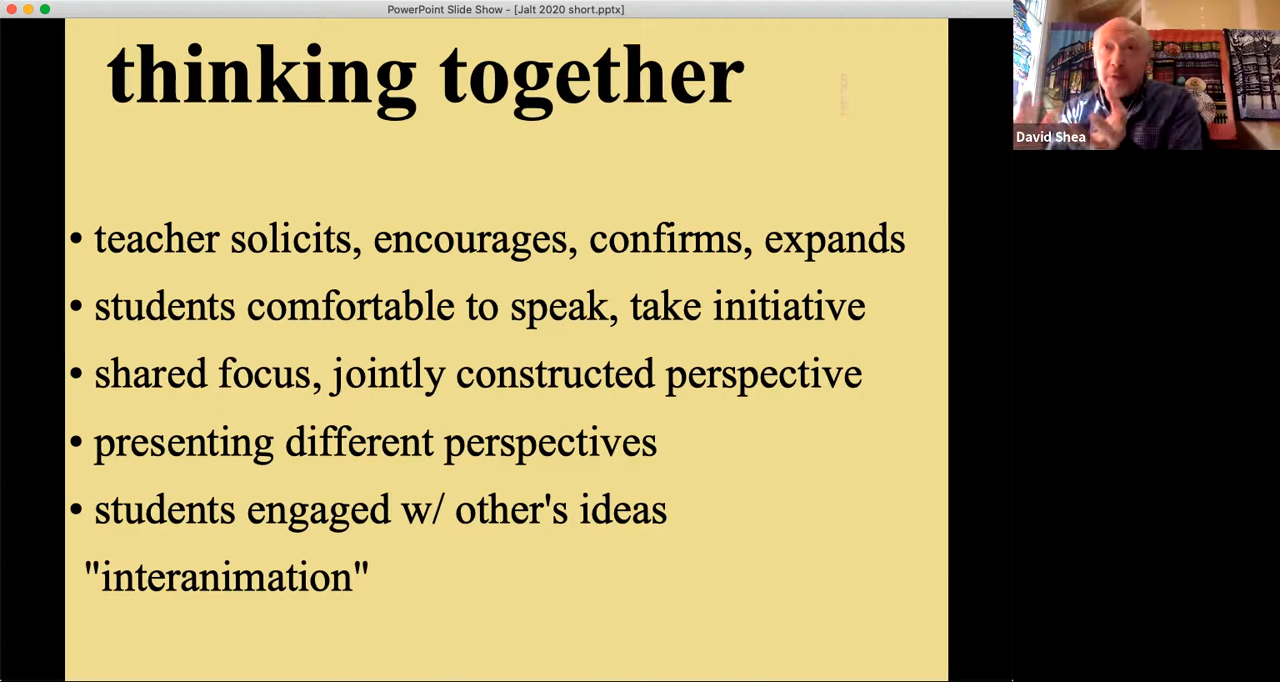 PowerPoint Slide Show - [Jalt 2020 short.pptx]
thinking together
• teacher solicits, encourages, confirms, expands
• students comfortable to speak, take initiative
• shared focus, jointly constructed perspective
• presenting different perspectives
• students engaged w/ other's ideas
"interanimation"
David Shea